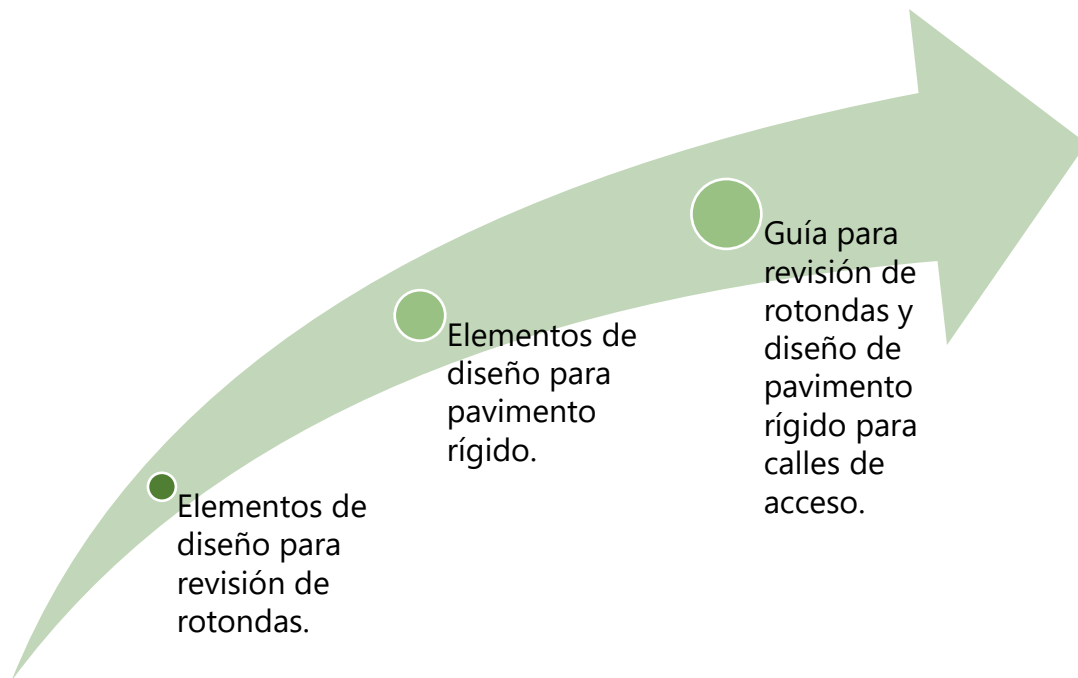 Elementos de
diseño para
revisión de
rotondas.
Elementos de
diseño para
pavimento
rígido.
Guía para
revisión de
rotondas y
diseño de
pavimento
rígido para
calles de
acceso.